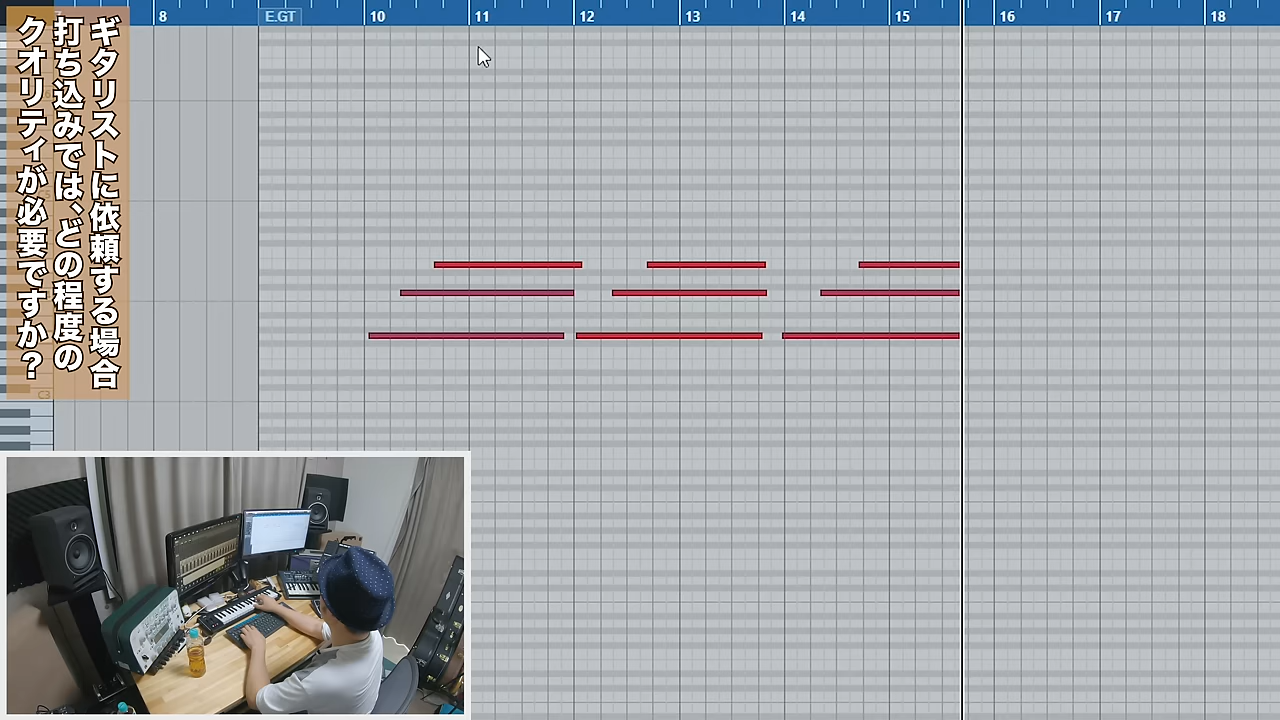 7 8 E.GT 10 11 12 13 14 15 16 17 18
ギタリストに依頼する場合
打ち込みでは、どの程度の
クオリティが必要ですか?
C3